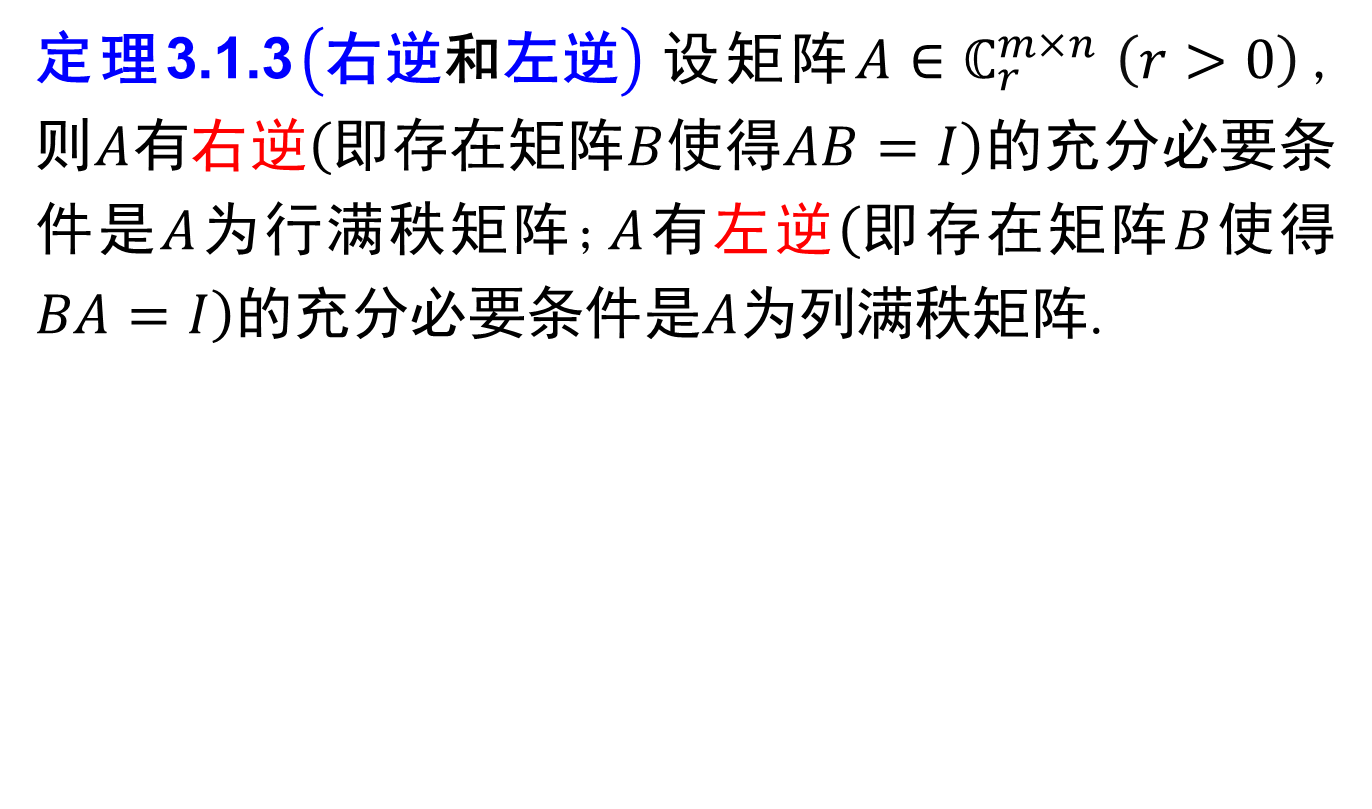 定理3.1.3(右逆和左逆) 设矩阵𝐴 ∈ ℂ_𝑟^{𝑚×𝑛} (𝑟 > 0),
则𝐴有右逆(即存在矩阵𝐵使得𝐴𝐵 = 𝐼)的充分必要条
件是𝐴为行满秩矩阵; 𝐴有左逆(即存在矩阵𝐵使得
𝐵𝐴 = 𝐼)的充分必要条件是𝐴为列满秩矩阵.